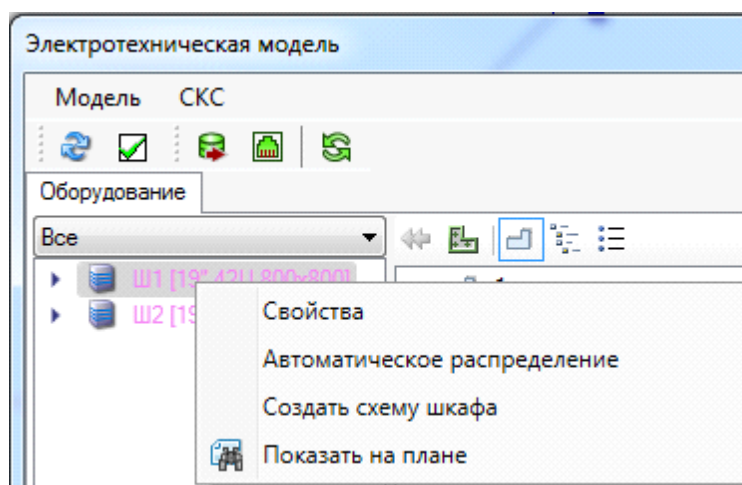 Электротехническая модель
Модель СКС
Оборудование
Все
Ш1 [19" 42U 800x800]
Ш2 [19
Свойства
Автоматическое распределение
Создать схему шкафа
Показать на плане